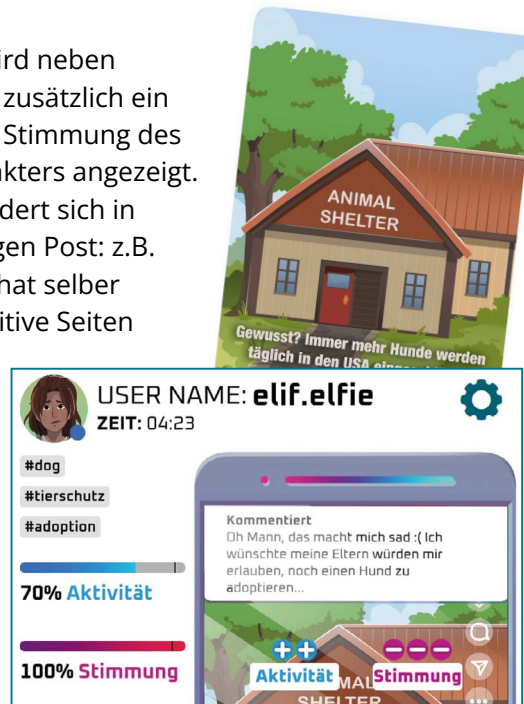 ird neben
zusätzlich ein
Stimmung des
kters angezeigt.
dert sich in
gen Post: z.B.
hat selber
itive Seiten
ANIMAL
SHELTER
Gewusst? Immer mehr Hunde werden
täglich in den USA
USER NAME: elif.elfie
ZEIT: 04:23
#dog
#tierschutz
#adoption
70% Aktivität
100% Stimmung
Kommentiert
Oh Mann, das macht mich sad :( Ich
wünschte meine Eltern würden mir
erlauben, noch einen Hund zu
adoptieren...
Aktivität
Stimmung
MAL
SHELTER